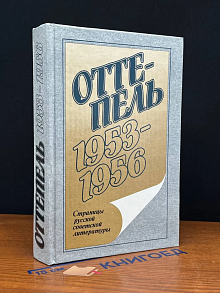 ОТТЕ-
ПЕЛЬ
1953-
1956
Страницы
русской
советской
литературы
ОТТЕПЕЛЬ 1953-1956
КНИГОЕД